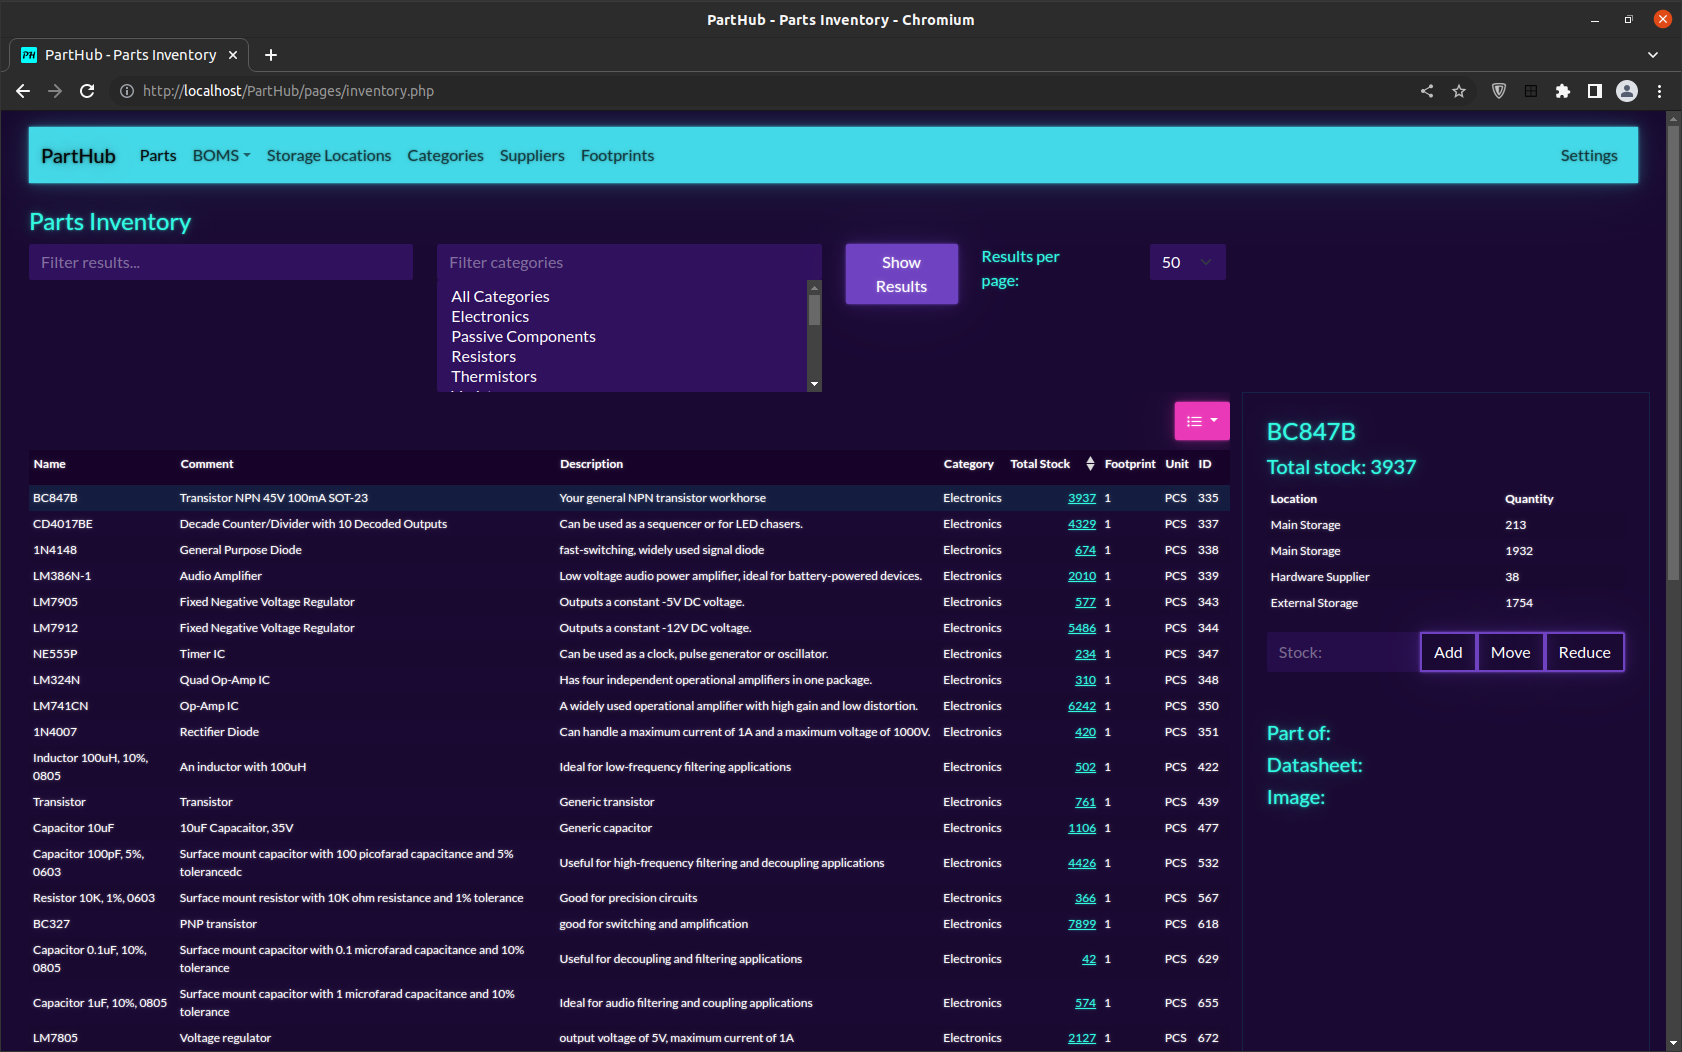 PartHub - Parts Inventory - Chromium
PH PartHub - Parts Inventory
http://localhost/PartHub/pages/inventory.php
PartHub Parts BOMS Storage Locations Categories Suppliers Footprints Settings
Parts Inventory
Filter results...
Filter categories
All Categories
Electronics
Passive Components
Resistors
Thermistors
Show
Results
Results per
page:
50
Name Comment Description Category Total Stock Footprint Unit ID
BC847B Transistor NPN 45V 100mA SOT-23 Your general NPN transistor workhorse Electronics 3937 1 PCS 335
CD4017BE Decade Counter/Divider with 10 Decoded Outputs Can be used as a sequencer or for LED chasers. Electronics 4329 1 PCS 337
1N4148 General Purpose Diode fast-switching, widely used signal diode Electronics 674 1 PCS 338
LM386N-1 Audio Amplifier Low voltage audio power amplifier, ideal for battery-powered devices. Electronics 2010 1 PCS 339
LM7905 Fixed Negative Voltage Regulator Outputs a constant -5V DC voltage. Electronics 577 1 PCS 343
LM7912 Fixed Negative Voltage Regulator Outputs a constant -12V DC voltage. Electronics 5486 1 PCS 344
NE555P Timer IC Can be used as a clock, pulse generator or oscillator. Electronics 234 1 PCS 347
LM324N Quad Op-Amp IC Has four independent operational amplifiers in one package. Electronics 310 1 PCS 348
LM741CN Op-Amp IC A widely used operational amplifier with high gain and low distortion. Electronics 6242 1 PCS 350
1N4007 Rectifier Diode Can handle a maximum current of 1A and a maximum voltage of 1000V. Electronics 420 1 PCS 351
Inductor 100uH, 10%,
0805 An inductor with 100uH Ideal for low-frequency filtering applications Electronics 502 1 PCS 422
Transistor Transistor Generic transistor Electronics 761 1 PCS 439
Capacitor 10uF 10uF Capacaitor, 35V Generic capacitor Electronics 1106 1 PCS 477
Capacitor 100pF, 5%,
0603 Surface mount capacitor with 100 picofarad capacitance and 5%
tolerancedc Useful for high-frequency filtering and decoupling applications Electronics 4426 1 PCS 532
Resistor 10K, 1%, 0603 Surface mount resistor with 10K ohm resistance and 1% tolerance Good for precision circuits Electronics 366 1 PCS 567
BC327 PNP transistor good for switching and amplification Electronics 7899 1 PCS 618
Capacitor 0.1uF, 10%,
0805 Surface mount capacitor with 0.1 microfarad capacitance and 10%
tolerance Useful for decoupling and filtering applications Electronics 42 1 PCS 629
Capacitor 1uF, 10%, 0805 Surface mount capacitor with 1 microfarad capacitance and 10%
tolerance Ideal for audio filtering and coupling applications Electronics 574 1 PCS 655
LM7805 Voltage regulator output voltage of 5V, maximum current of 1A Electronics 2127 1 PCS 672
BC847B
Total stock: 3937
Location Quantity
Main Storage 213
Main Storage 1932
Hardware Supplier 38
External Storage 1754
Stock: Add Move Reduce
Part of:
Datasheet:
Image: